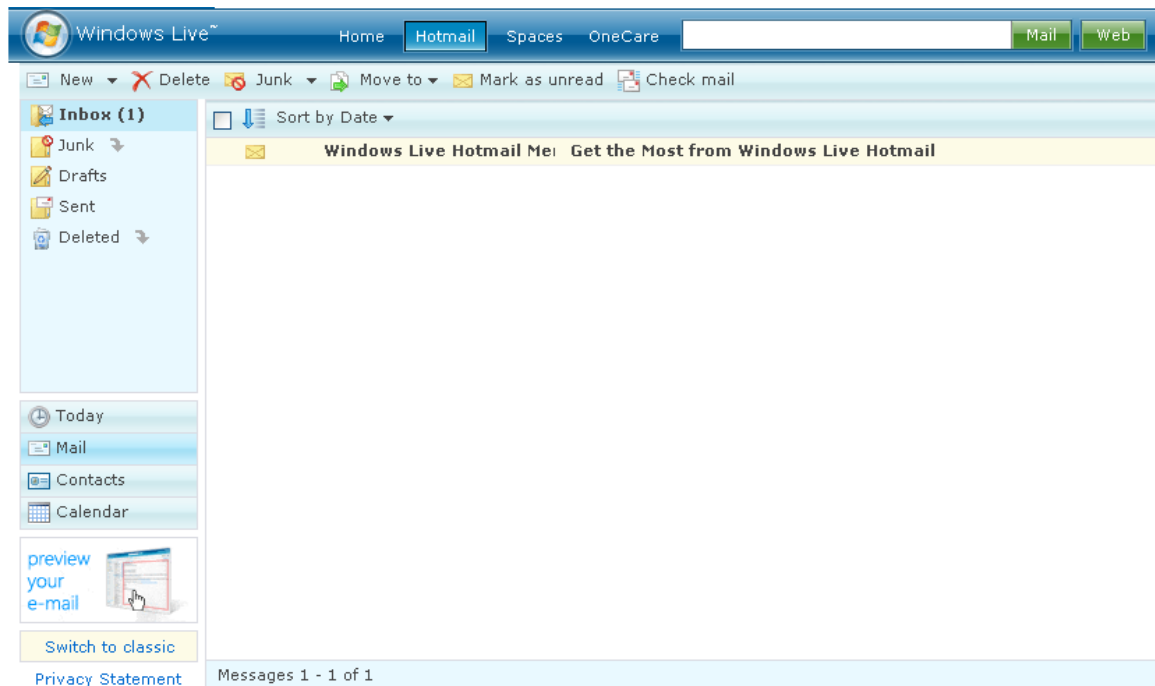 Windows Live™ Home Hotmail Spaces OneCare Mail Web
New Delete Junk Move to Mark as unread Check mail
Inbox (1)
Junk
Drafts
Sent
Deleted
Sort by Date
Windows Live Hotmail Get the Most from Windows Live Hotmail
Today
Mail
Contacts
Calendar
preview
your
e-mail
Switch to classic
Privacy Statement
Messages 1 - 1 of 1